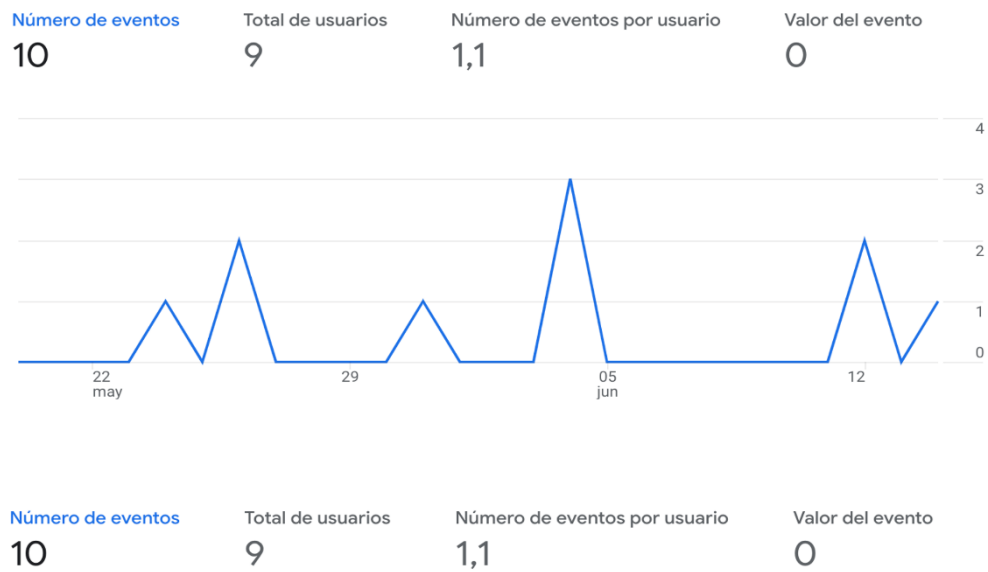 Número de eventos Total de usuarios Número de eventos por usuario Valor del evento
10 9 1,1 0
4
3
2
1
0
22 29 05 12
may jun
Número de eventos Total de usuarios Número de eventos por usuario Valor del evento
10 9 1,1 0